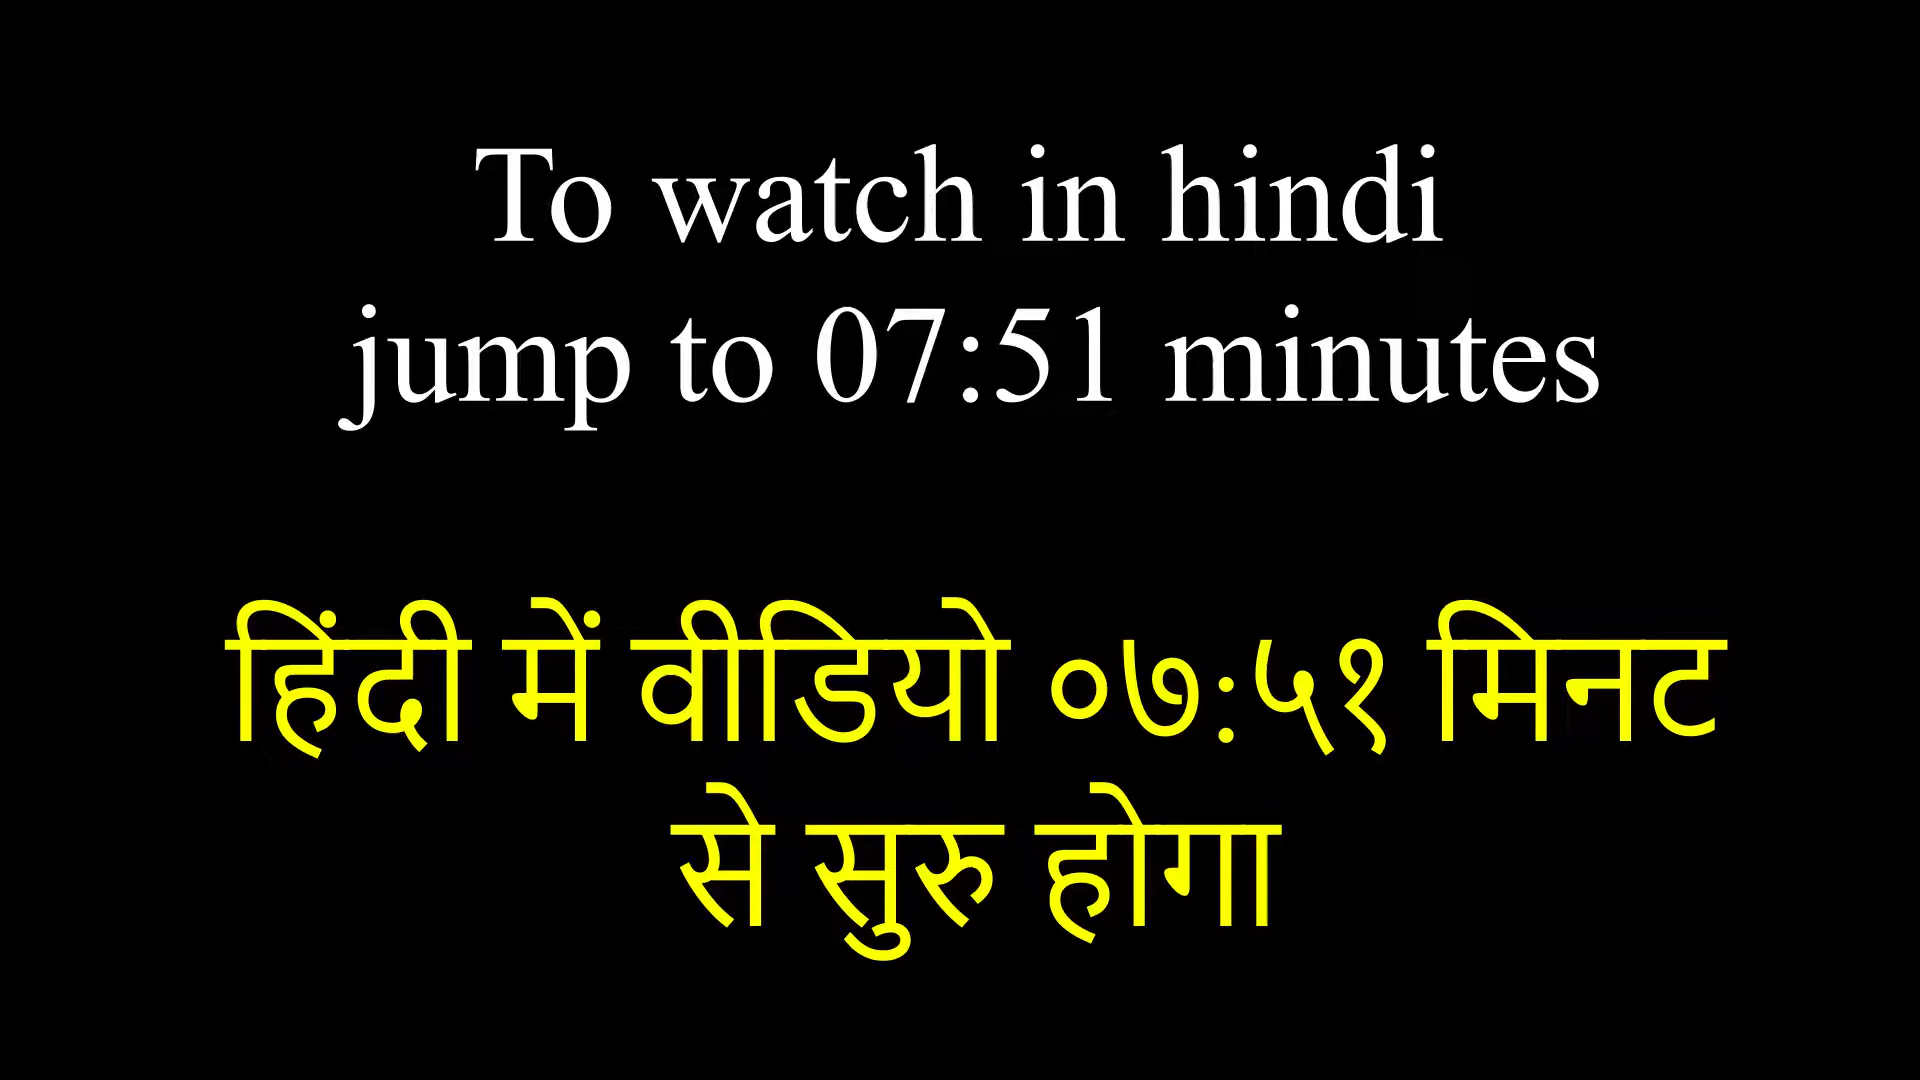 To watch in hindi
jump to 07:51 minutes
हिंदी में वीडियो ०७:५१ मिनट
से सुरु होगा